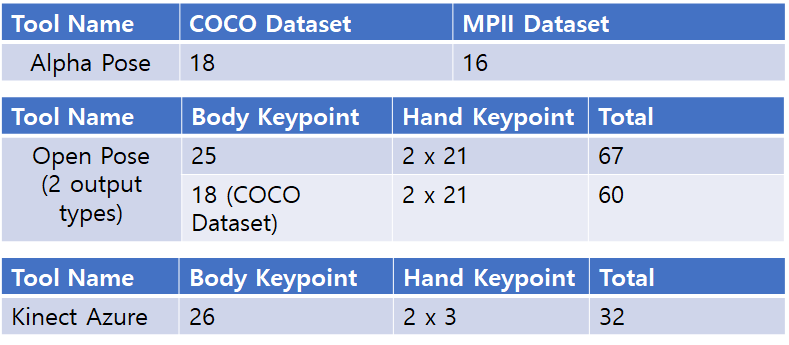 Tool Name COCO Dataset MPII Dataset
Alpha Pose 18 16
Tool Name Body Keypoint Hand Keypoint Total
Open Pose 25 2 x 21 67
(2 output 18 (COCO 2 x 21 60
types) Dataset)
Tool Name Body Keypoint Hand Keypoint Total
Kinect Azure 26 2 x 3 32